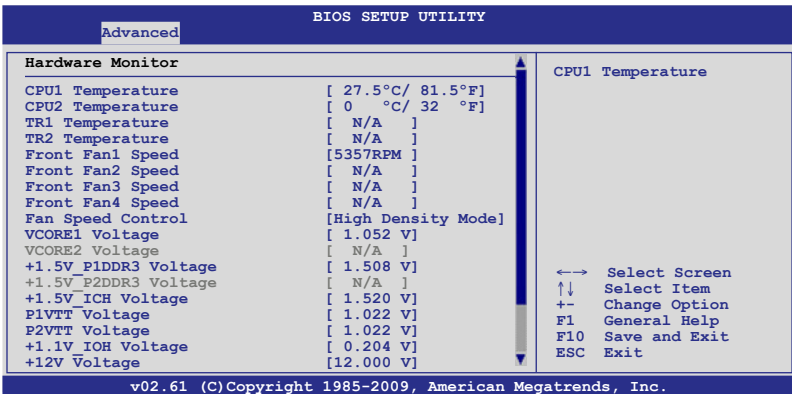 BIOS SETUP UTILITY
Advanced
Hardware Monitor
CPU1 Temperature [ 27.5°C/ 81.5°F]
CPU2 Temperature [ 0 °C/ 32 °F]
TR1 Temperature [ N/A ]
TR2 Temperature [ N/A ]
Front Fan1 Speed [5357RPM ]
Front Fan2 Speed [ N/A ]
Front Fan3 Speed [ N/A ]
Front Fan4 Speed [ N/A ]
Fan Speed Control [High Density Mode]
VCORE1 Voltage [ 1.052 V]
VCORE2 Voltage [ N/A ]
+1.5V_P1DDR3 Voltage [ 1.508 V]
+1.5V_P2DDR3 Voltage [ N/A ]
+1.5V_ICH Voltage [ 1.520 V]
P1VTT Voltage [ 1.022 V]
P2VTT Voltage [ 1.022 V]
+1.1V_IOH Voltage [ 0.204 V]
+12V Voltage [12.000 V]
CPU1 Temperature
←→ Select Screen
↑↓ Select Item
+- Change Option
F1 General Help
F10 Save and Exit
ESC Exit
v02.61 (C)Copyright 1985-2009, American Megatrends, Inc.